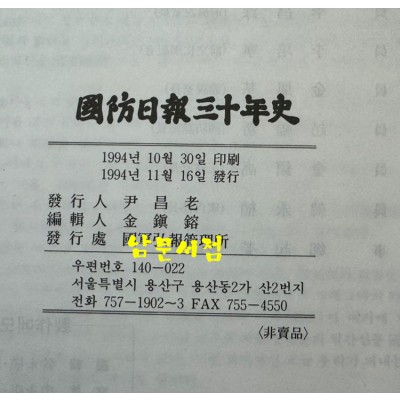 國防日報三十年史
1994년 10월 30일 印刷
1994년 11월 16일 發行
發行人 尹昌老
編輯人 金鎭鎔
發行處 國
남문서점
우편번호 140-022
서울특별시 용산구 용산동2가 산2번지
전화 757-1902~3 FAX 755-4550
〈非賣品〉